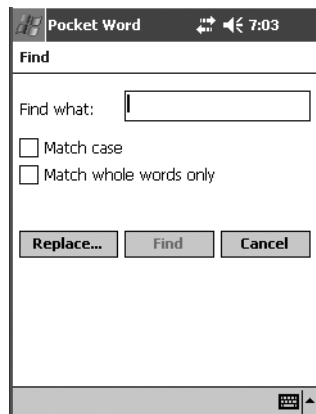 Pocket Word 7:03
Find
Find what:
Match case
Match whole words only
Replace... Find Cancel